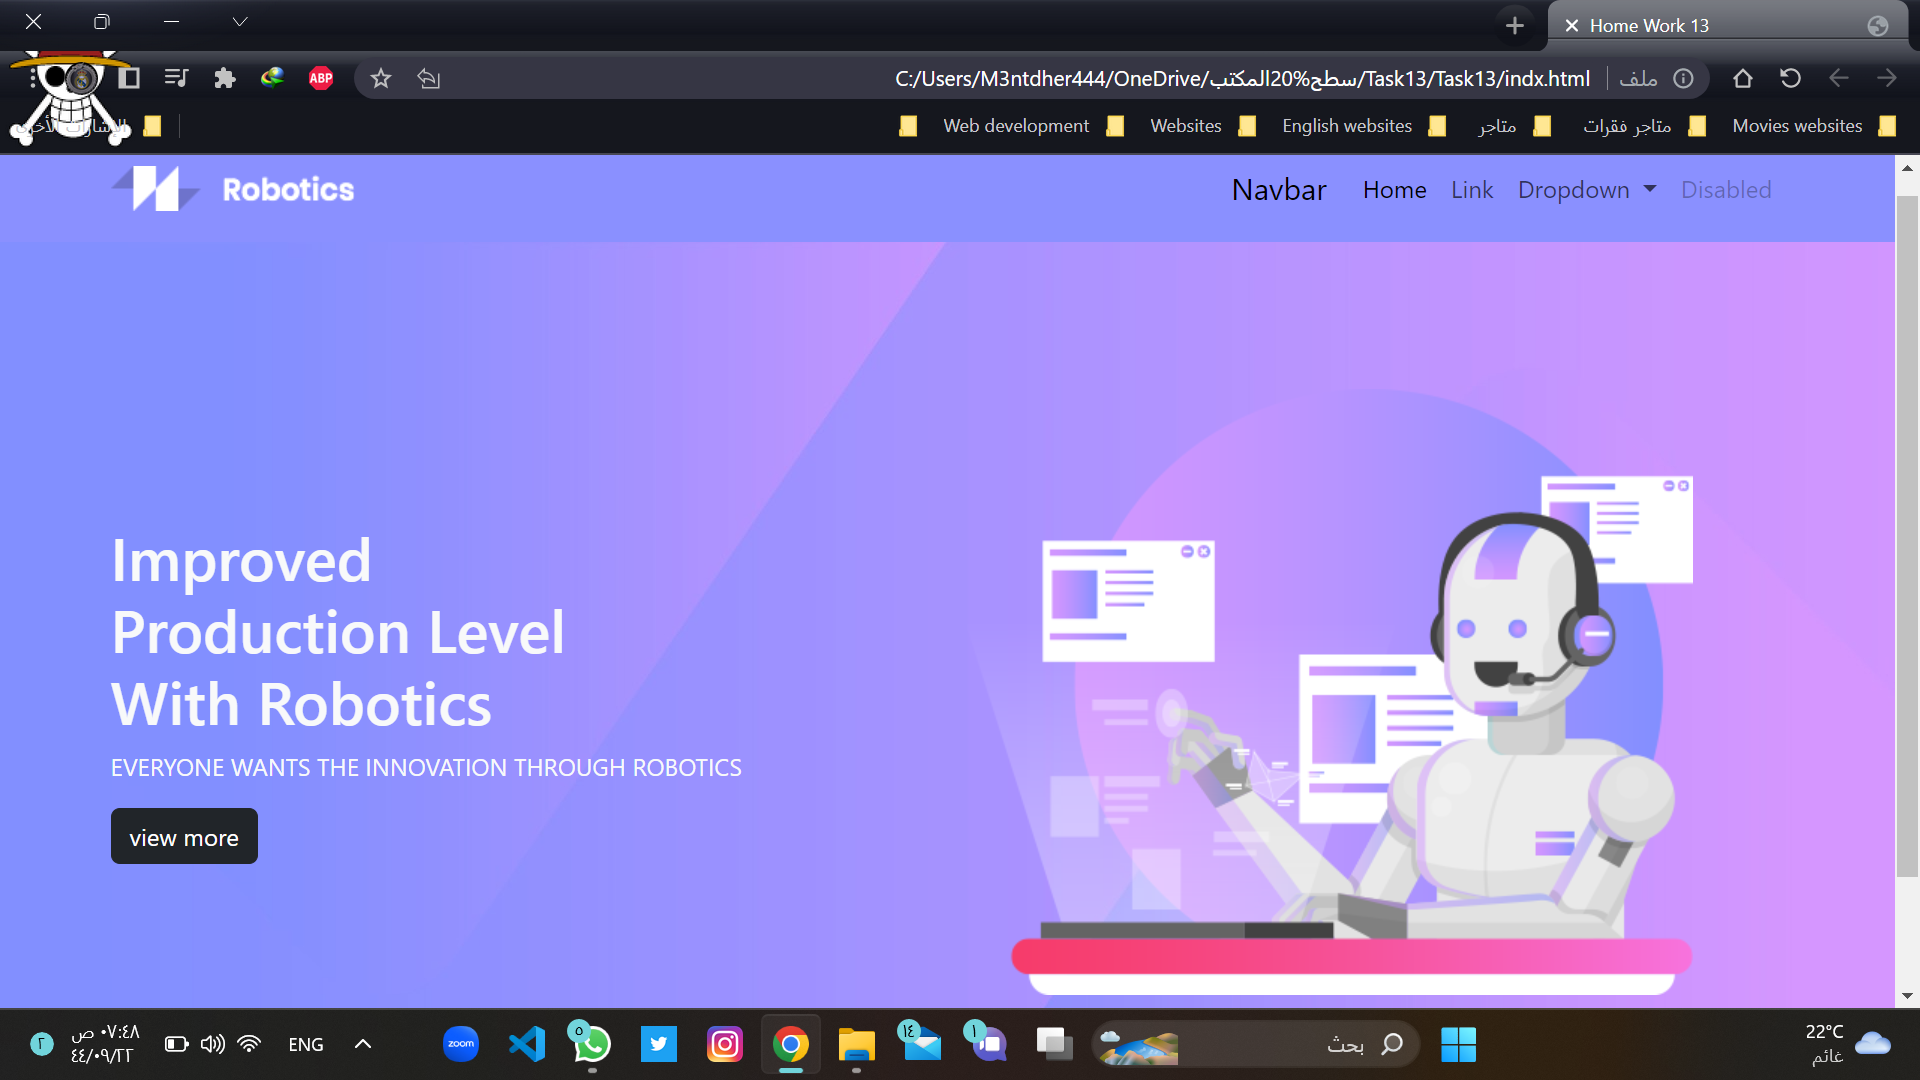 Home Work 13
ملف
C:/Users/M3ntdher444/OneDrive/سطح%20المكتب/Task13/Task13/indx.html
ABP
Movies websites
متاجر فقرات
متاجر
English websites
Websites
Web development
الإشارات الأخرى
Robotics
Navbar Home Link Dropdown Disabled
Improved
Production Level
With Robotics
EVERYONE WANTS THE INNOVATION THROUGH ROBOTICS
view more
22°C
غائم
بحث
١
١٤
٥
zoom
ENG
٠٧:٤٨ ص
٤٤/٠٩/٢٢
٢